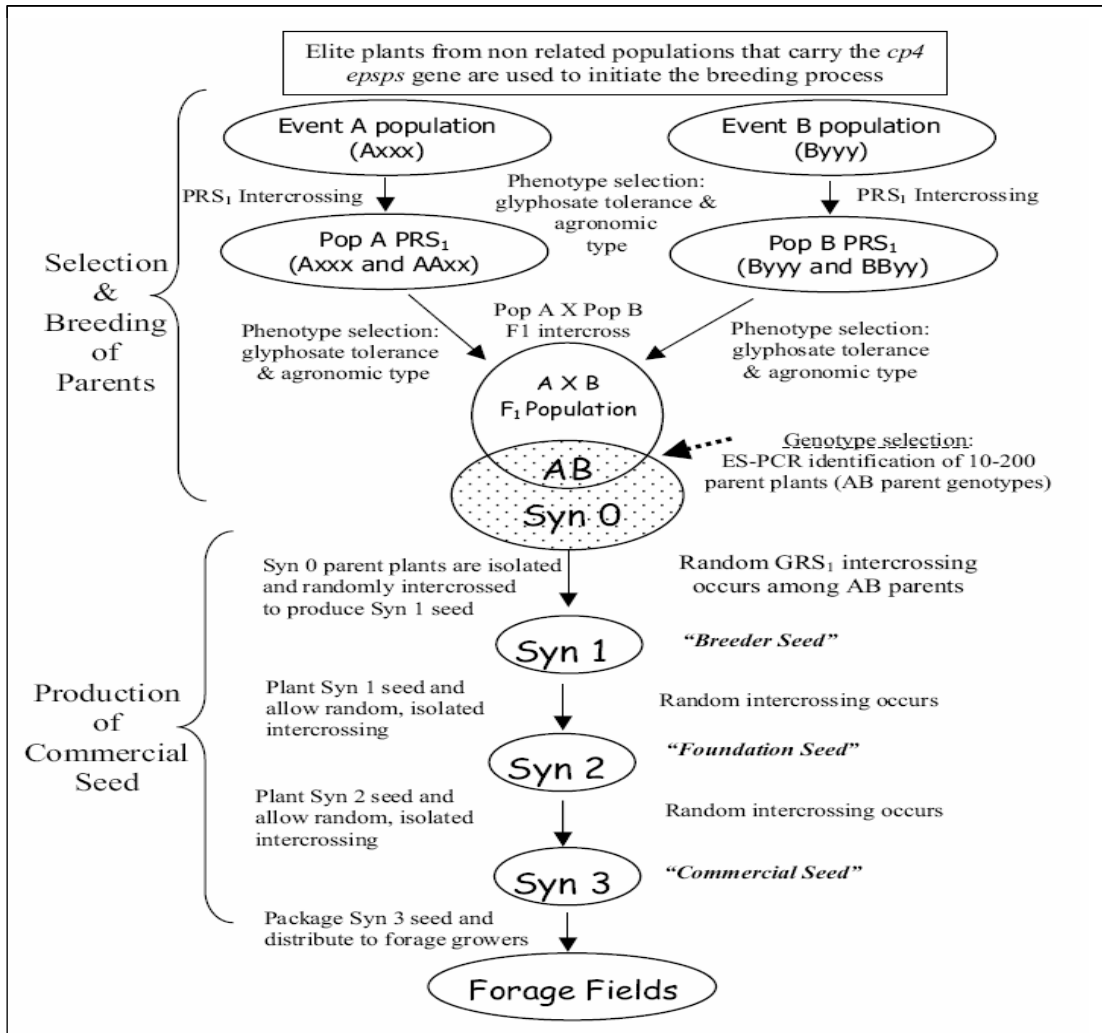 Elite plants from non related populations that carry the cp4
epsps gene are used to initiate the breeding process
Event A population
(Axxx)
Event B population
(Byyy)
PRS₁ Intercrossing
Phenotype selection:
glyphosate tolerance &
agronomic
type
PRS₁ Intercrossing
Pop A PRS₁
(Axxx and AAxx)
Pop B PRS₁
(Byyy and BByy)
Selection
&
Breeding
of
Parents
Pop A X Pop B
F1 intercross
Phenotype selection:
glyphosate tolerance
& agronomic type
Phenotype selection:
glyphosate tolerance
& agronomic type
A X B
F₁ Population
AB
Syn 0
Genotype selection:
ES-PCR identification of 10-200
parent plants (AB parent genotypes)
Production
of
Commercial
Seed
Syn 0 parent plants are isolated
and randomly intercrossed
to produce Syn 1 seed
Random GRS₁ intercrossing
occurs among AB parents
Syn 1
“Breeder Seed”
Plant Syn 1 seed and
allow random, isolated
intercrossing
Random intercrossing occurs
Syn 2
“Foundation Seed”
Plant Syn 2 seed and
allow random, isolated
intercrossing
Random intercrossing occurs
Syn 3
“Commercial Seed”
Package Syn 3 seed and
distribute to forage growers
Forage Fields